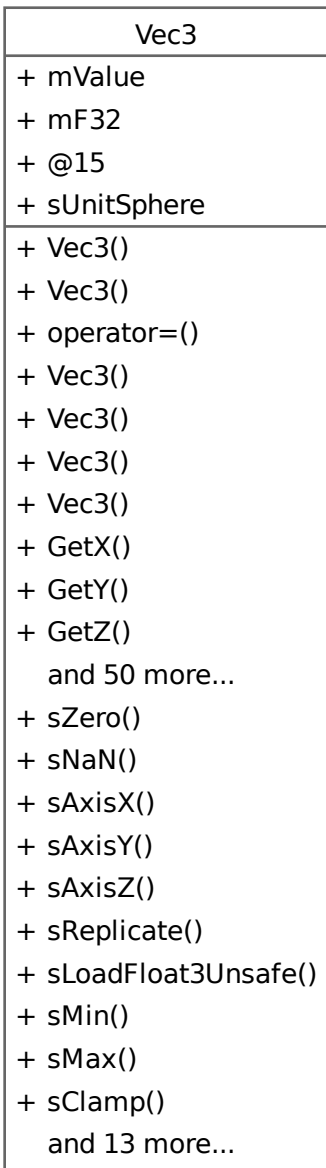 Vec3
+ mValue
+ mF32
+ @15
+ sUnitSphere
+ Vec3()
+ Vec3()
+ operator=()
+ Vec3()
+ Vec3()
+ Vec3()
+ Vec3()
+ GetX()
+ GetY()
+ GetZ()
and 50 more...
+ sZero()
+ sNaN()
+ sAxisX()
+ sAxisY()
+ sAxisZ()
+ sReplicate()
+ sLoadFloat3Unsafe()
+ sMin()
+ sMax()
+ sClamp()
and 13 more...